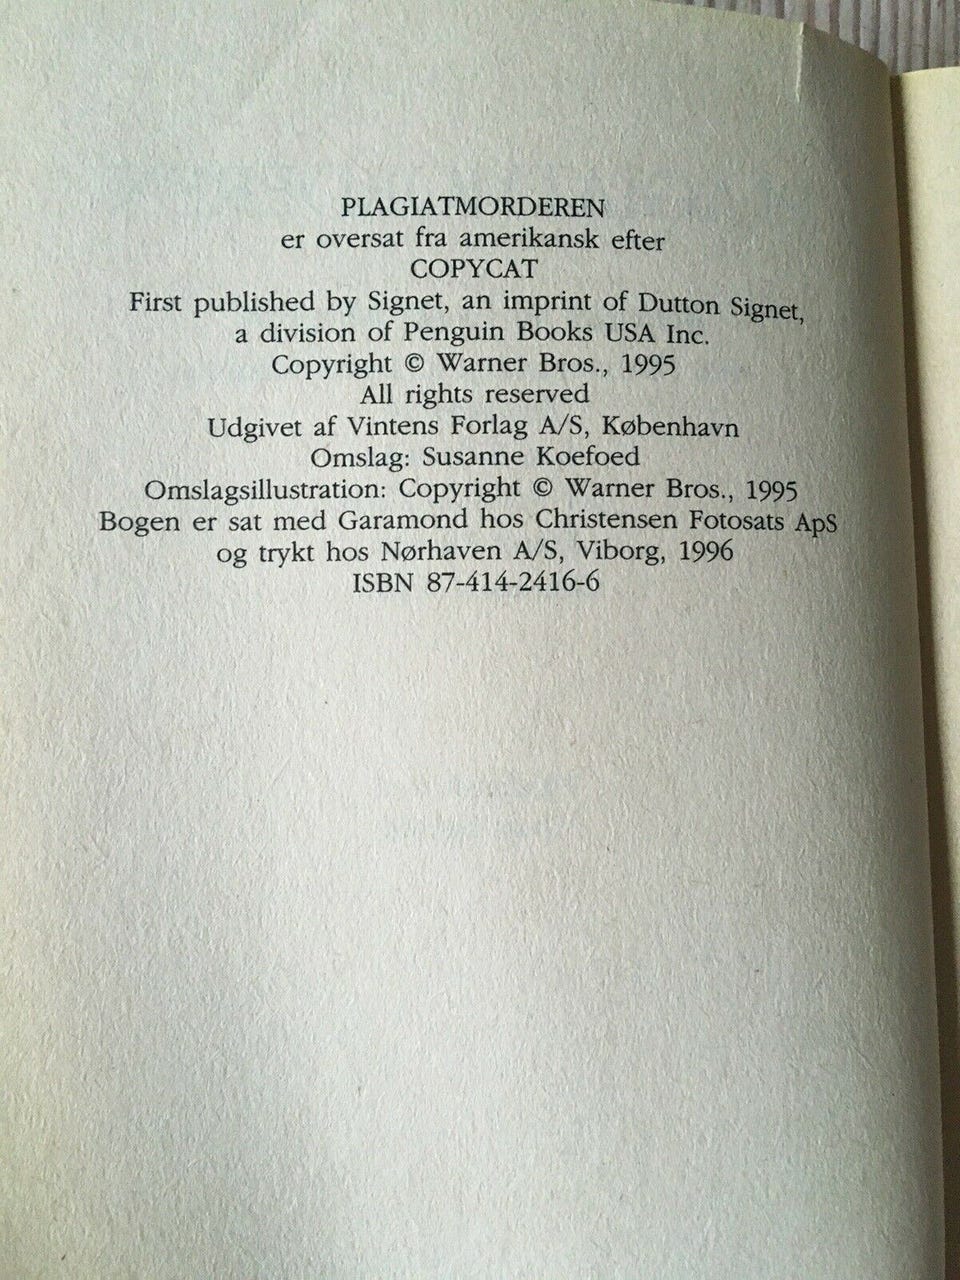 PLAGIATMORDEREN
er oversat fra amerikansk efter
COPYCAT
First published by Signet, an imprint of Dutton Signet,
a division of Penguin Books USA Inc.
Copyright © Warner Bros., 1995
All rights reserved
Udgivet af Vintens Forlag A/S, København
Omslag: Susanne Koefoed
Omslagsillustration: Copyright © Warner Bros., 1995
Bogen er sat med Garamond hos Christensen Fotosats ApS
og trykt hos Nørhaven A/S, Viborg, 1996
ISBN 87-414-2416-6